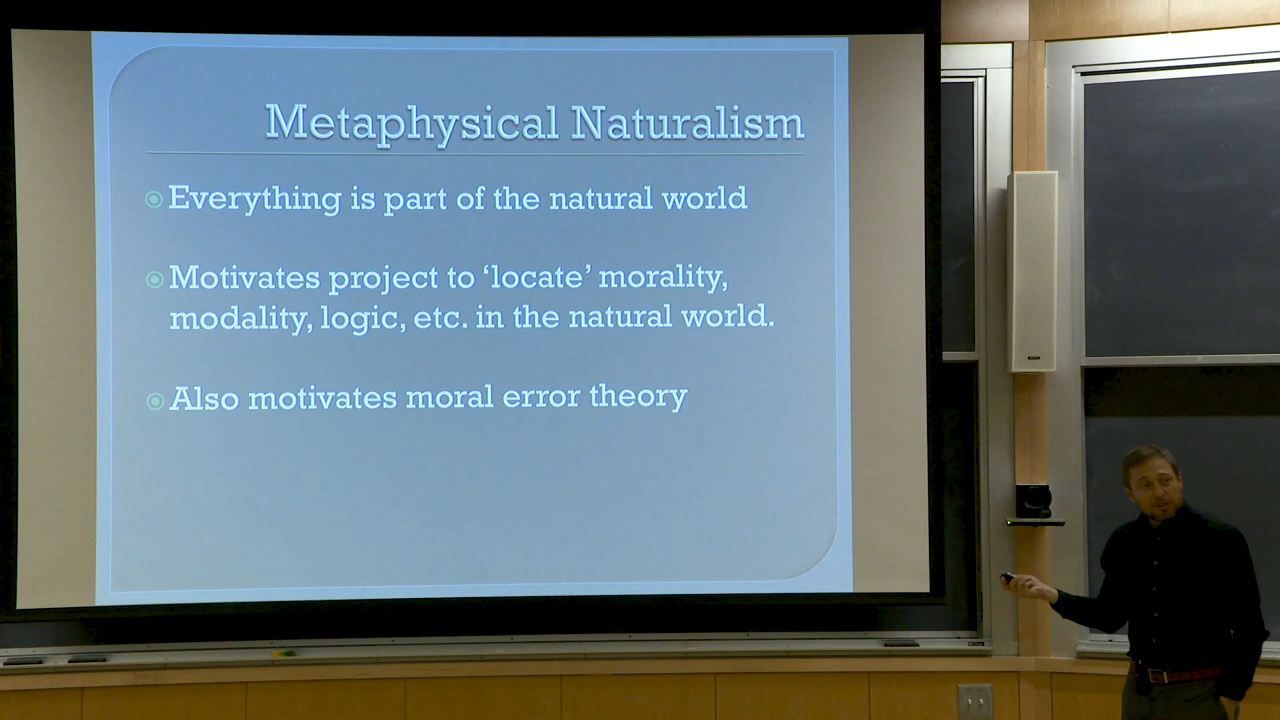 Metaphysical Naturalism
Everything is part of the natural world
Motivates project to ‘locate’ morality,
modality, logic, etc. in the natural world.
Also motivates moral error theory